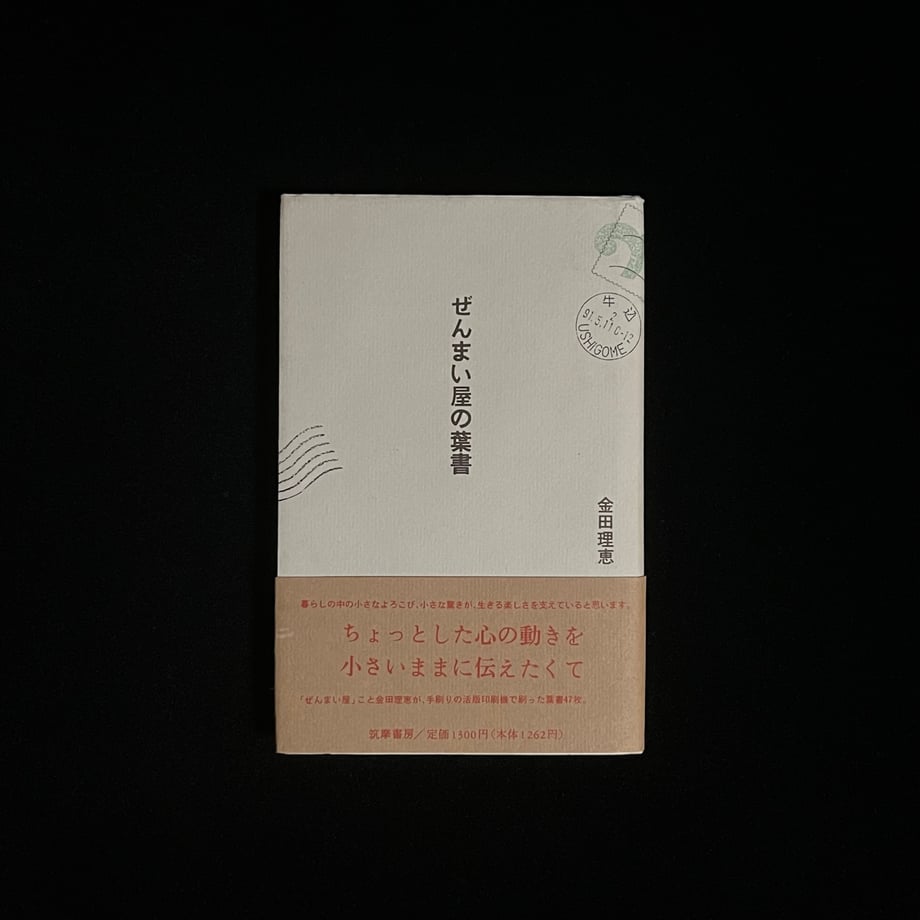 ぜんまい屋の葉書
牛込
2
91.5.11 0-12
USHIGOME
金田理恵
暮らしの中の小さなよろこび、小さな驚きが、生きる楽しさを支えていると思います。
ちょっとした心の動きを
小さいままに伝えたくて
「ぜんまい屋」こと金田理恵が、手刷りの活版印刷機で刷った葉書47枚。
筑摩書房/定価1300円(本体1262円)